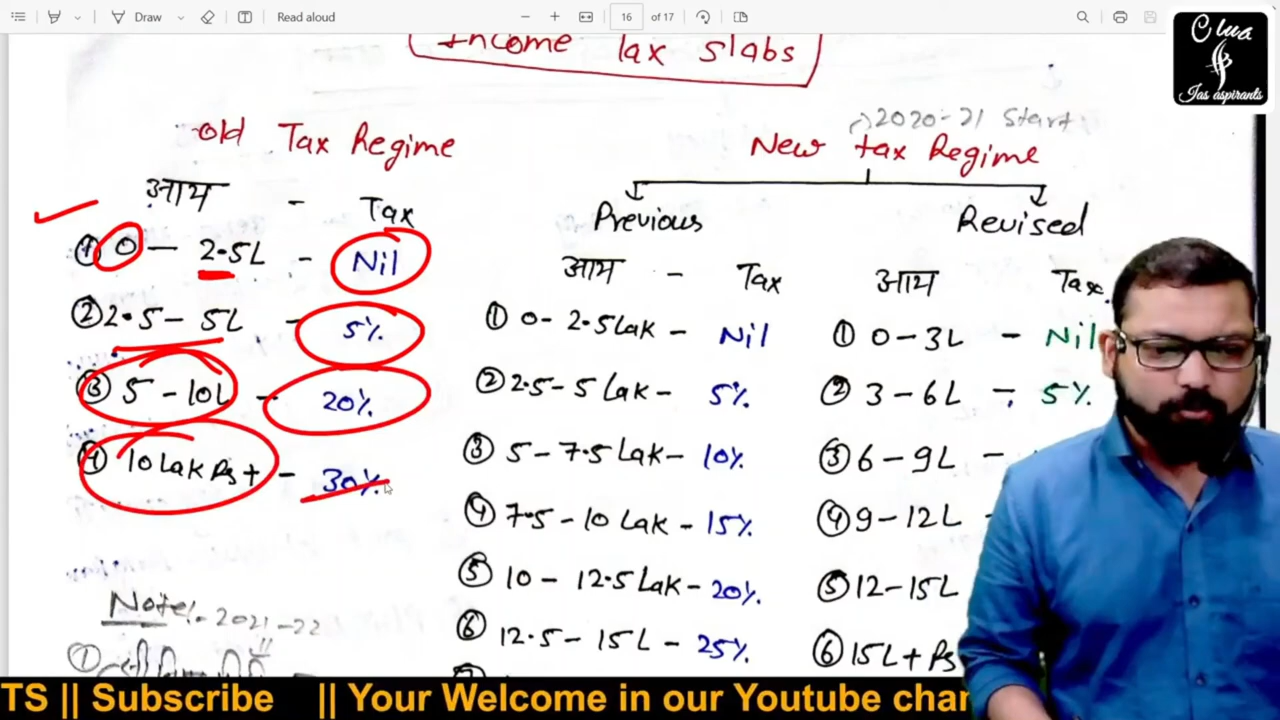 Draw
Read aloud
16
of 17
Clua
Ias aspirants
Income Tax Slabs
Old Tax Regime
आय - Tax
① 0 - 2.5L - Nil
② 2.5 - 5L - 5%
③ 5 - 10L - 20%
④ 10 Lak Rs + - 30%
Note:- 2021-22
①
2020-21 Start
New tax Regime
Previous
आय - Tax
① 0 - 2.5 Lak - Nil
② 2.5 - 5 Lak - 5%
③ 5 - 7.5 Lak - 10%
④ 7.5 - 10 Lak - 15%
⑤ 10 - 12.5 Lak - 20%
⑥ 12.5 - 15L - 25%
Revised
आय Tax
① 0 - 3L - Nil
② 3 - 6L - 5%
③ 6 - 9L -
④ 9 - 12L
⑤ 12 - 15L
⑥ 15L + Rs
TS || Subscribe || Your Welcome in our Youtube char